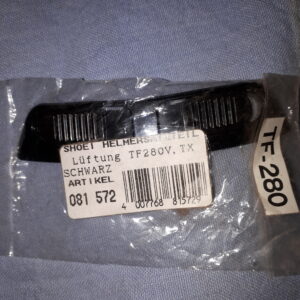 SHOEI HELMERSATZTEIL
Lüftung TF280V.TX
SCHWARZ
ARTIKEL
081 572
4 007768 815729
TF-280